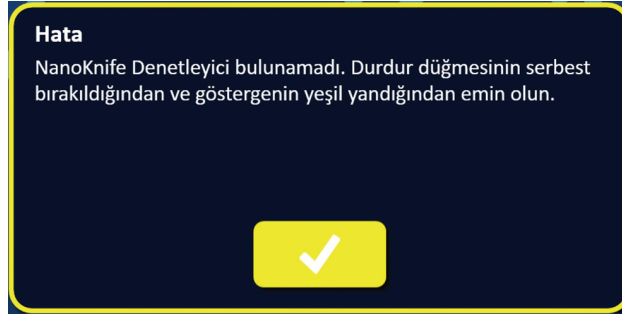 Hata
NanoKnife Denetleyici bulunamadı. Durdur düğmesinin serbest
bırakıldığından ve göstergenin yeşil yandığından emin olun.